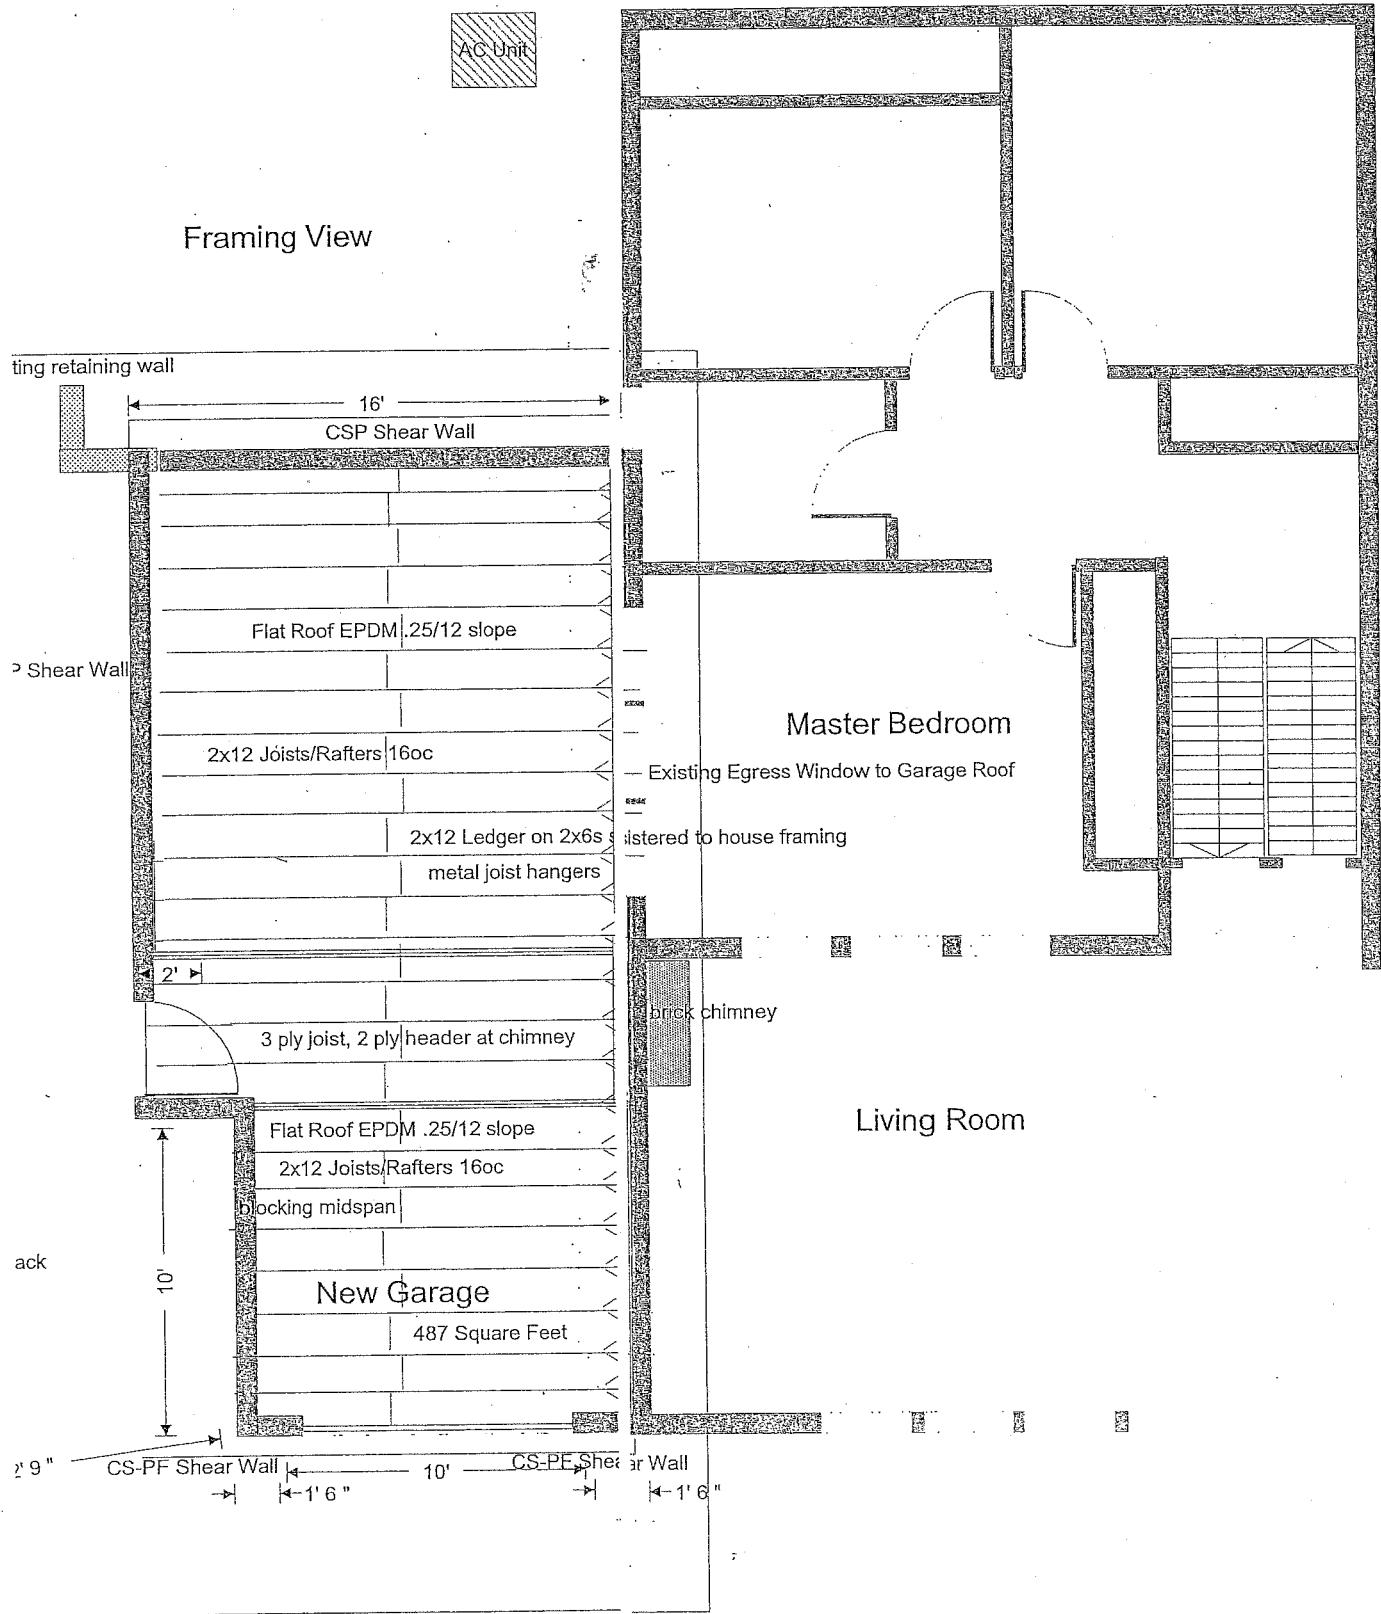 AC Unit
Framing View
ting retaining wall
16'
CSP Shear Wall
Flat Roof EPDM .25/12 slope
Shear Wall
Master Bedroom
2x12 Joists/Rafters 16oc
Existing Egress Window to Garage Roof
2x12 Ledger on 2x6s sistered to house framing
metal joist hangers
2'
brick chimney
3 ply joist, 2 ply header at chimney
Living Room
Flat Roof EPDM .25/12 slope
2x12 Joists/Rafters 16oc
blocking midspan
ack
10'
New Garage
487 Square Feet
2' 9 "
CS-PF Shear Wall
10'
CS-PF Shear Wall
1' 6 "
1' 6 "